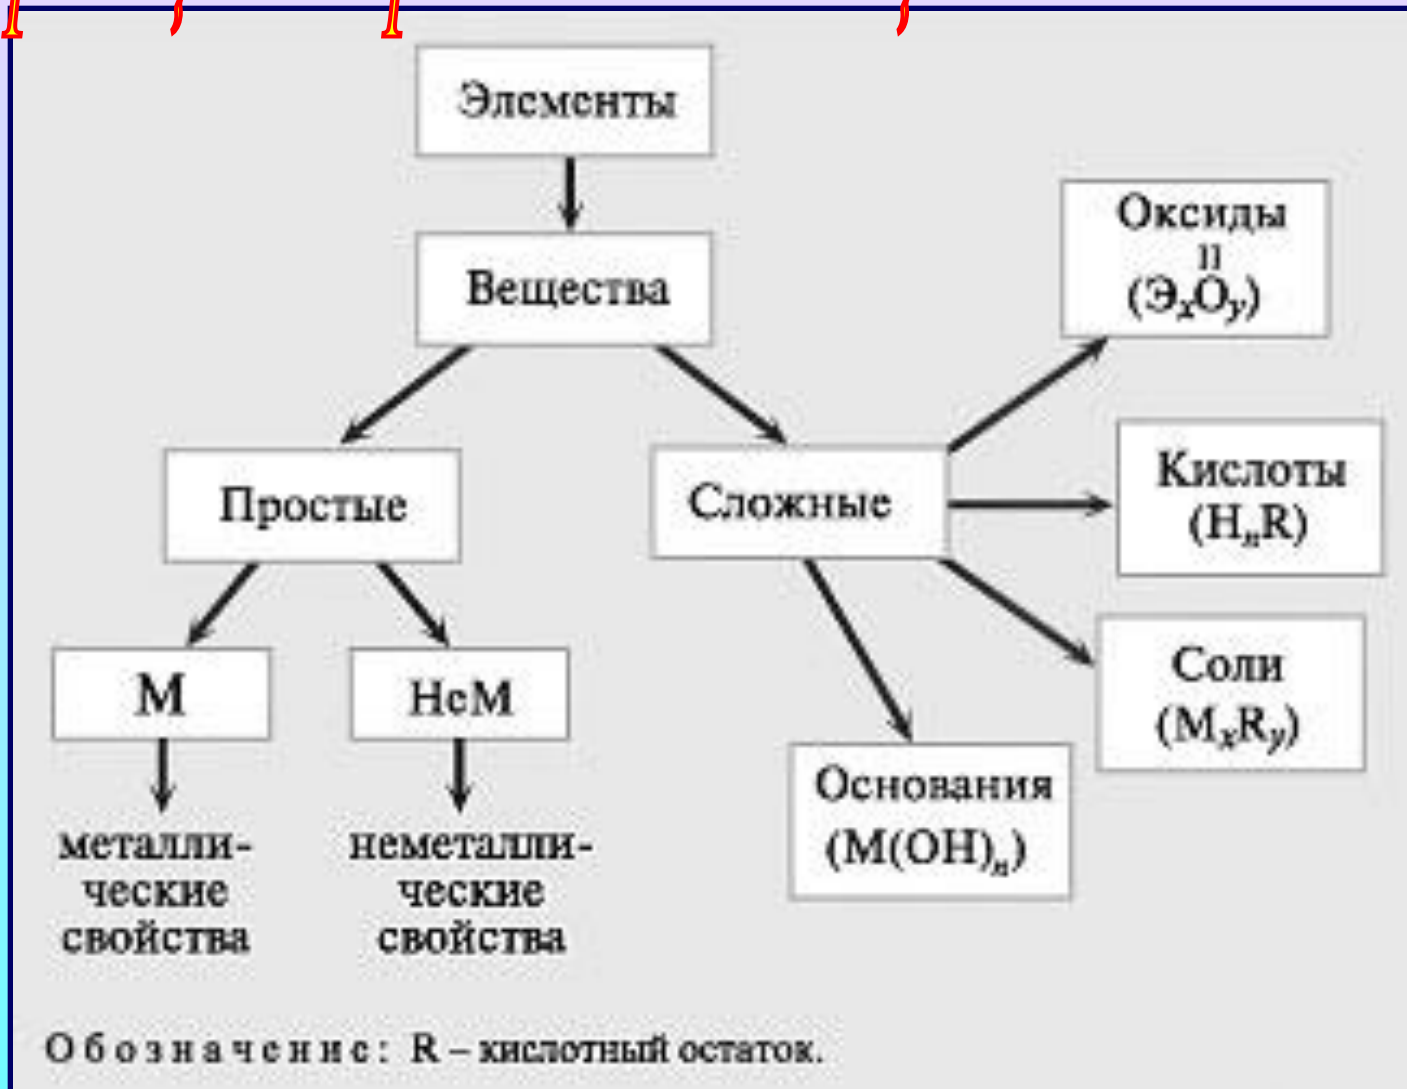 Элементы
Вещества
Оксиды
II
(ЭxOy)
Простые
Сложные
Кислоты
(HnR)
М
НеМ
Соли
(MxRy)
Основания
(M(OH)n)
металли-
ческие
свойства
неметалли-
ческие
свойства
Обозначение: R – кислотный остаток.